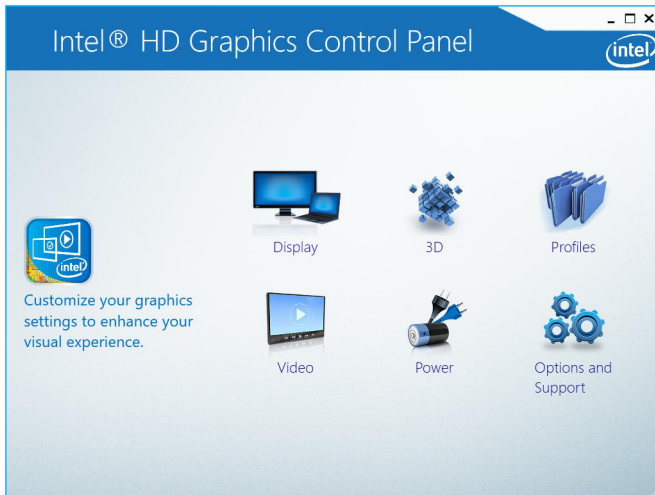 Intel® HD Graphics Control Panel
intel
Display
3D
Profiles
intel
Customize your graphics
settings to enhance your
visual experience.
Video
Power
Options and
Support